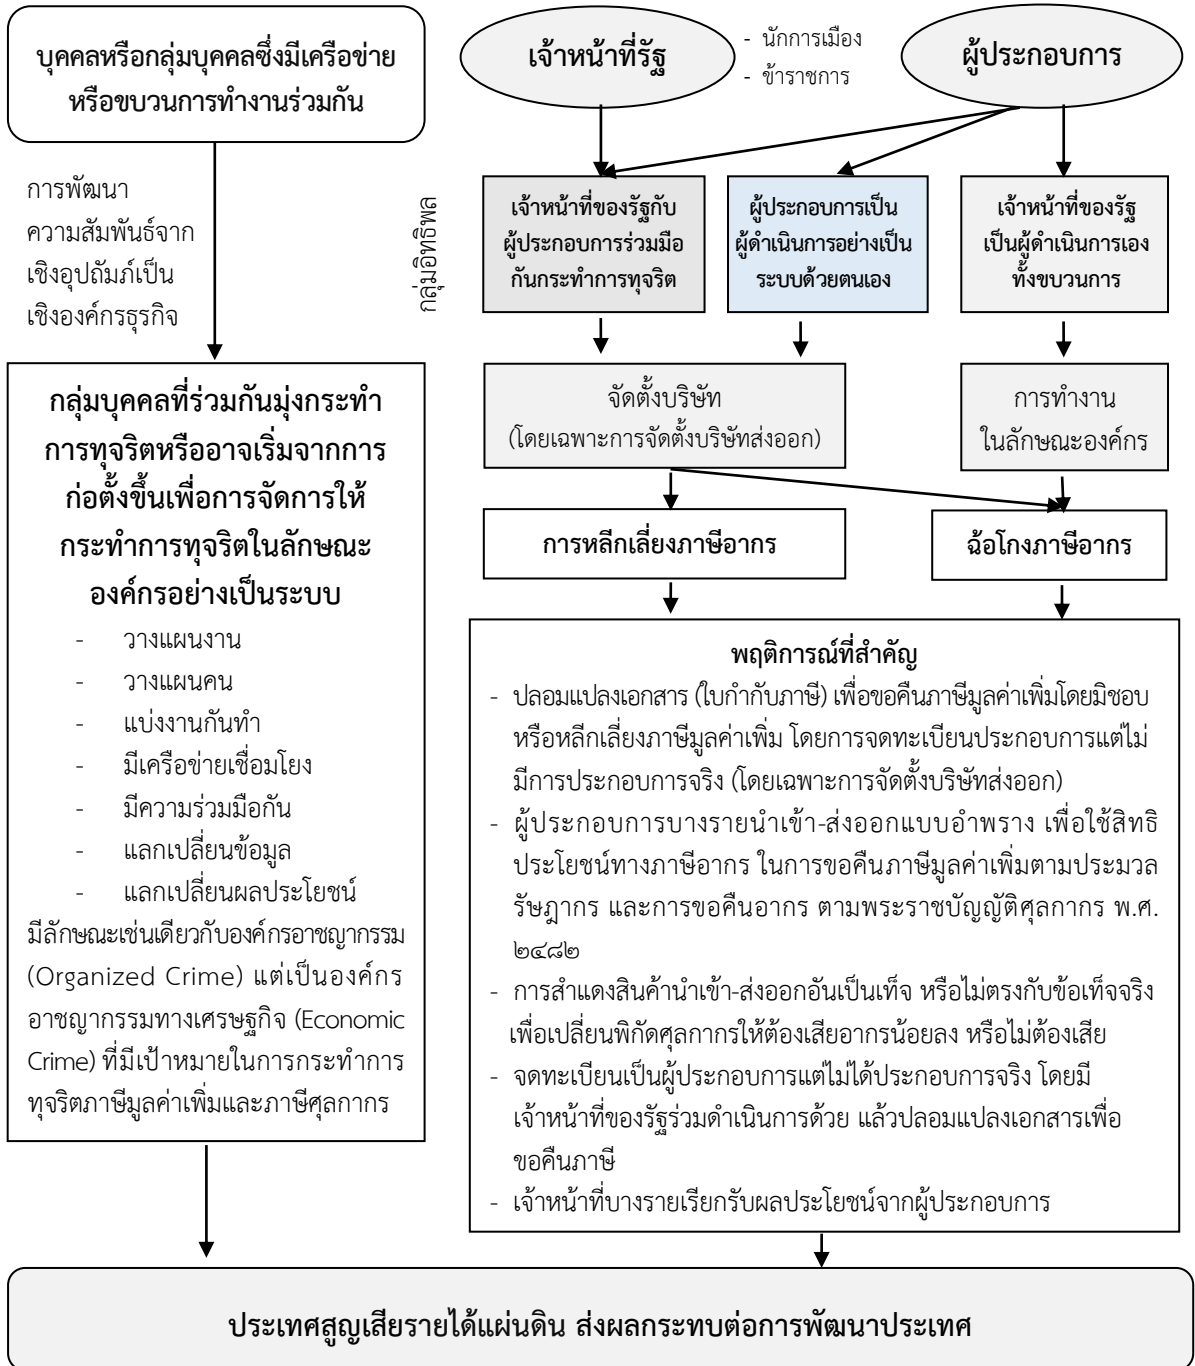 บุคคลหรือกลุ่มบุคคลซึ่งมีเครือข่าย
หรือขบวนการทำงานร่วมกัน
เจ้าหน้าที่รัฐ
- นักการเมือง
- ข้าราชการ
ผู้ประกอบการ
การพัฒนา
ความสัมพันธ์จาก
เชิงอุปถัมภ์เป็น
เชิงองค์กรธุรกิจ
กลุ่มอิทธิพล
เจ้าหน้าที่ของรัฐกับ
ผู้ประกอบการร่วมมือ
กันกระทำการทุจริต
ผู้ประกอบการเป็น
ผู้ดำเนินการอย่างเป็น
ระบบด้วยตนเอง
เจ้าหน้าที่ของรัฐ
เป็นผู้ดำเนินการเอง
ทั้งขบวนการ
กลุ่มบุคคลที่ร่วมกันมุ่งกระทำ
การทุจริตหรืออาจเริ่มจากการ
ก่อตั้งขึ้นเพื่อการจัดการให้
กระทำการทุจริตในลักษณะ
องค์กรอย่างเป็นระบบ
- วางแผนงาน
- วางแผนคน
- แบ่งงานกันทำ
- มีเครือข่ายเชื่อมโยง
- มีความร่วมมือกัน
- แลกเปลี่ยนข้อมูล
- แลกเปลี่ยนผลประโยชน์
มีลักษณะเช่นเดียวกับองค์กรอาชญากรรม
(Organized Crime) แต่เป็นองค์กร
อาชญากรรมทางเศรษฐกิจ (Economic
Crime) ที่มีเป้าหมายในการกระทำการ
ทุจริตภาษีมูลค่าเพิ่มและภาษีศุลกากร
จัดตั้งบริษัท
(โดยเฉพาะการจัดตั้งบริษัทส่งออก)
การทำงาน
ในลักษณะองค์กร
การหลีกเลี่ยงภาษีอากร
ฉ้อโกงภาษีอากร
พฤติการณ์ที่สำคัญ
- ปลอมแปลงเอกสาร (ใบกำกับภาษี) เพื่อขอคืนภาษีมูลค่าเพิ่มโดยมิชอบ
หรือหลีกเลี่ยงภาษีมูลค่าเพิ่ม โดยการจดทะเบียนประกอบการแต่ไม่
มีการประกอบการจริง (โดยเฉพาะการจัดตั้งบริษัทส่งออก)
- ผู้ประกอบการบางรายนำเข้า-ส่งออกแบบอำพราง เพื่อใช้สิทธิ
ประโยชน์ทางภาษีอากร ในการขอคืนภาษีมูลค่าเพิ่มตามประมวล
รัษฎากร และการขอคืนอากร ตามพระราชบัญญัติศุลกากร พ.ศ.
๒๔๘๒
- การสำแดงสินค้านำเข้า-ส่งออกอันเป็นเท็จ หรือไม่ตรงกับข้อเท็จจริง
เพื่อเปลี่ยนพิกัดศุลกากรให้ต้องเสียอากรน้อยลง หรือไม่ต้องเสีย
- จดทะเบียนเป็นผู้ประกอบการแต่ไม่ได้ประกอบการจริง โดยมี
เจ้าหน้าที่ของรัฐร่วมดำเนินการด้วย แล้วปลอมแปลงเอกสารเพื่อ
ขอคืนภาษี
- เจ้าหน้าที่บางรายเรียกรับผลประโยชน์จากผู้ประกอบการ
ประเทศสูญเสียรายได้แผ่นดิน ส่งผลกระทบต่อการพัฒนาประเทศ